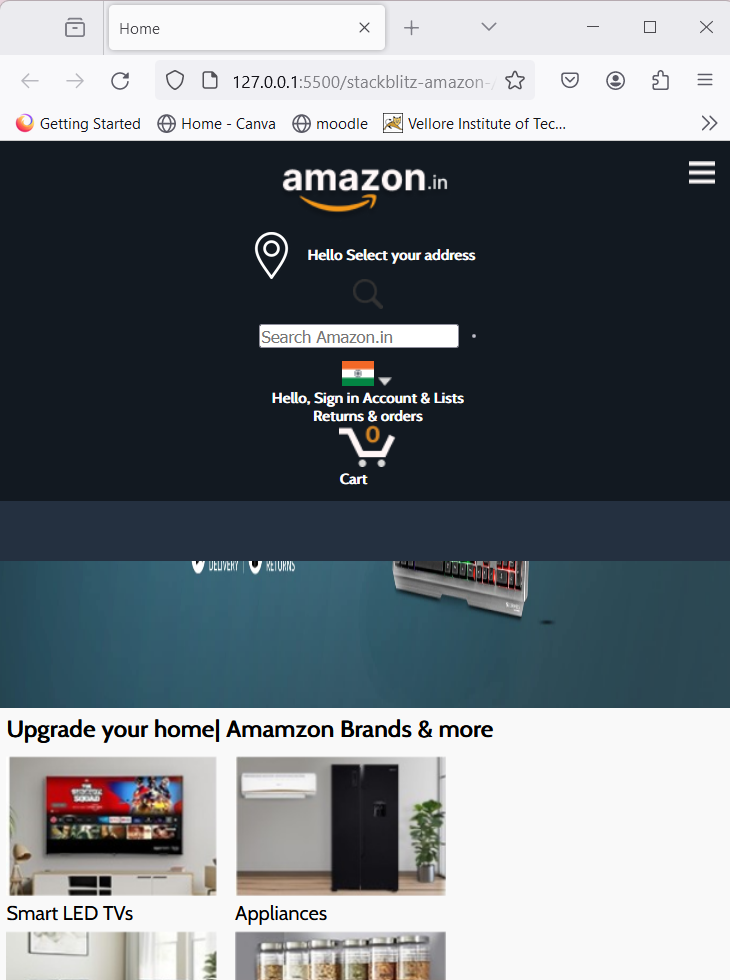 Home
127.0.0.1:5500/stackblitz-amazon-/
Getting Started Home - Canva moodle Vellore Institute of Tec...
amazon.in
Hello Select your address
Search Amazon.in
Hello, Sign in Account & Lists
Returns & orders
0
Cart
DELIVERY | RETURNS
Upgrade your home| Amamzon Brands & more
Smart LED TVs Appliances